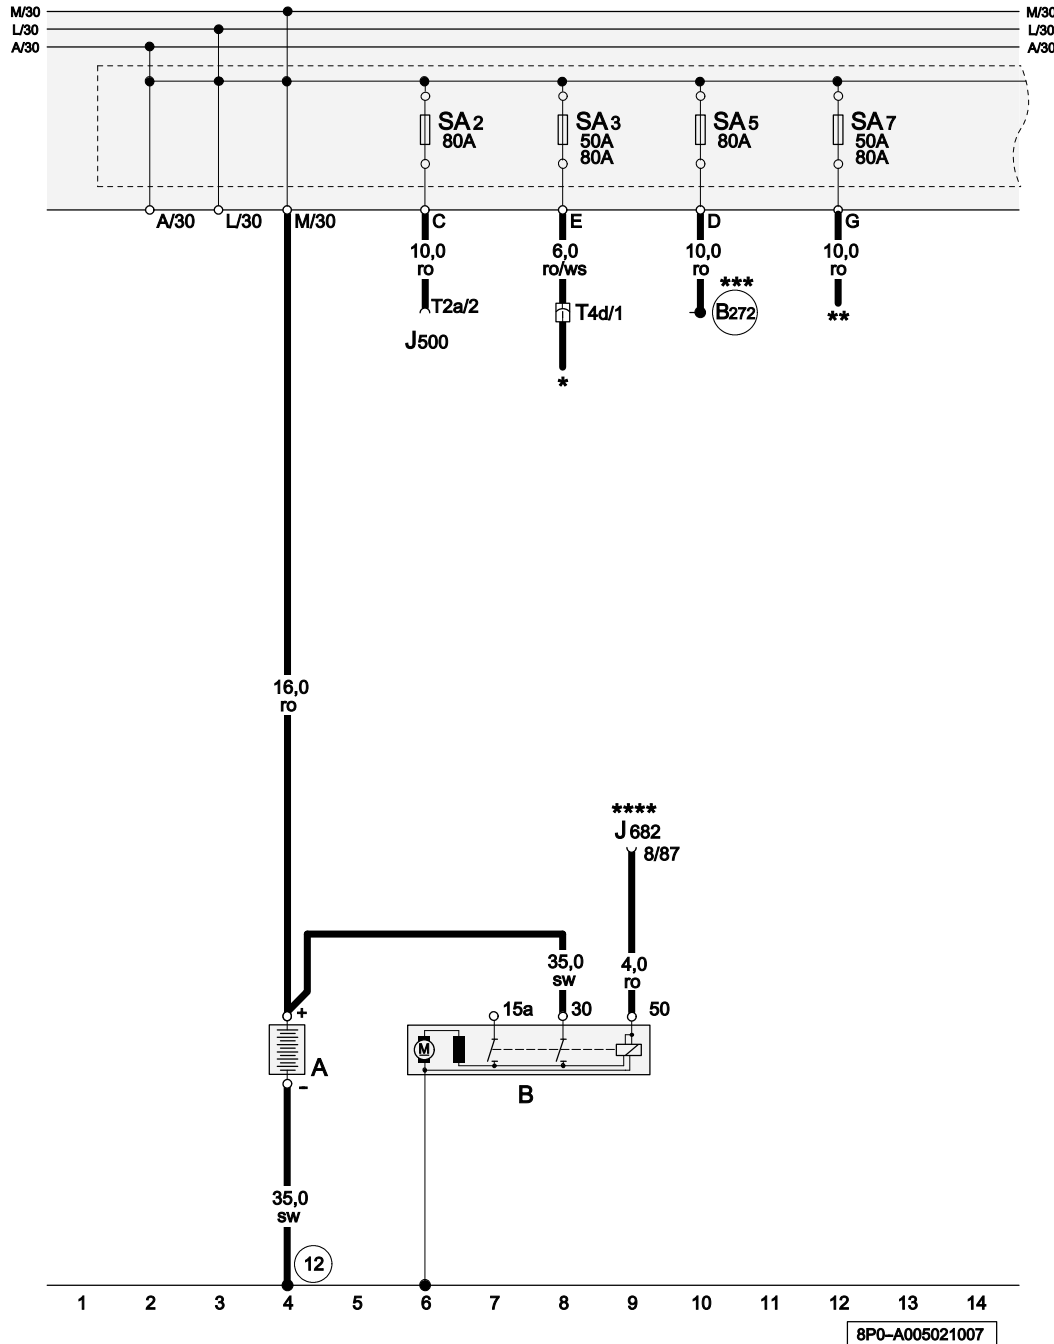 M/30 M/30
L/30 L/30
A/30 A/30
SA2 SA3 SA5 SA7
80A 50A 80A 50A
80A 80A
A/30 L/30 M/30 C E D G
10,0 6,0 10,0 10,0
ro ro/ws ro ro
***
T2a/2 T4d/1 B272 **
J500
*
16,0
ro
****
J682
8/87
35,0 4,0
sw ro
+ 15a 30 50
M
A
– B
35,0
sw
12
1 2 3 4 5 6 7 8 9 10 11 12 13 14
8P0–A005021007